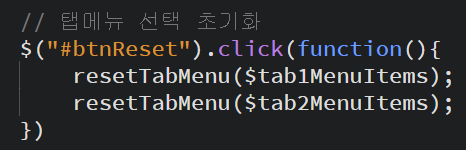 // 탭메뉴 선택 초기화
$("#btnReset").click(function(){
    resetTabMenu($tab1MenuItems);
    resetTabMenu($tab2MenuItems);
})